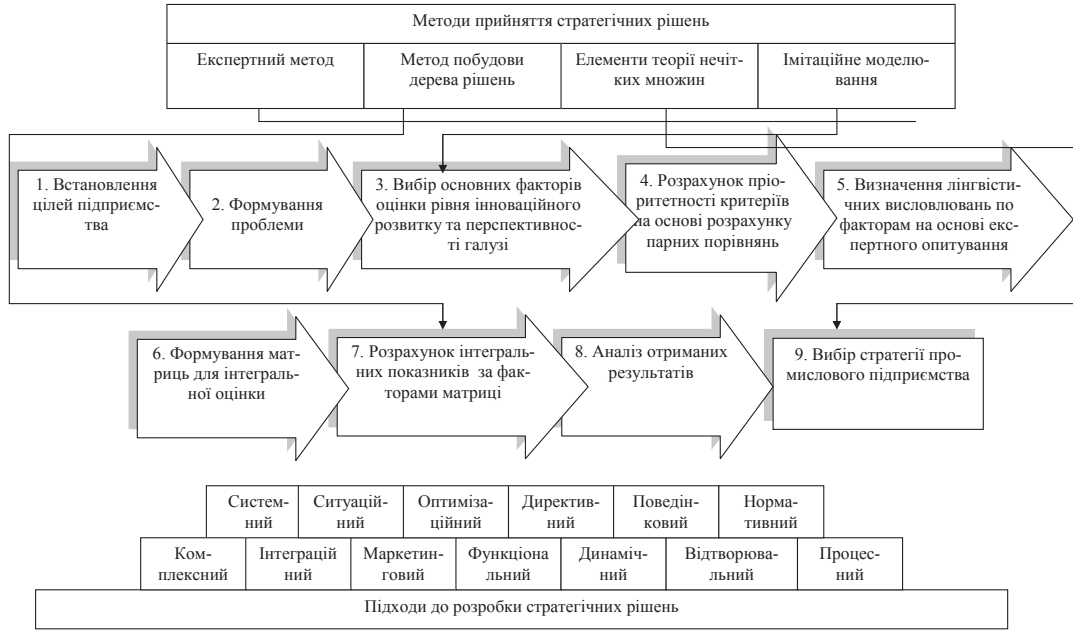 Методи прийняття стратегічних рішень
Експертний метод
Метод побудови
дерева рішень
Елементи теорії нечіт-
ких множин
Імітаційне моделю-
вання
1. Встановлення
цілей підприємс-
тва
2. Формування
проблеми
3. Вибір основних факторів
оцінки рівня інноваційного
розвитку та перспективнос-
ті галузі
4. Розрахунок пріо-
ритетності критеріїв
на основі розрахунку
парних порівнянь
5. Визначення лінгвісти-
чних висловлювань по
факторам на основі екс-
пертного опитування
6. Формування мат-
риць для інтеграль-
ної оцінки
7. Розрахунок інтеграль-
них показників за фак-
торами матриці
8. Аналіз отриманих
результатів
9. Вибір стратегії про-
мислового підприємства
Систем-
ний
Ситуацій-
ний
Оптиміза-
ційний
Директив-
ний
Поведін-
ковий
Норма-
тивний
Ком-
плексний
Інтеграцій
ний
Маркетин-
говий
Функціона
льний
Динаміч-
ний
Відтворюва-
льний
Процес-
ний
Підходи до розробки стратегічних рішень